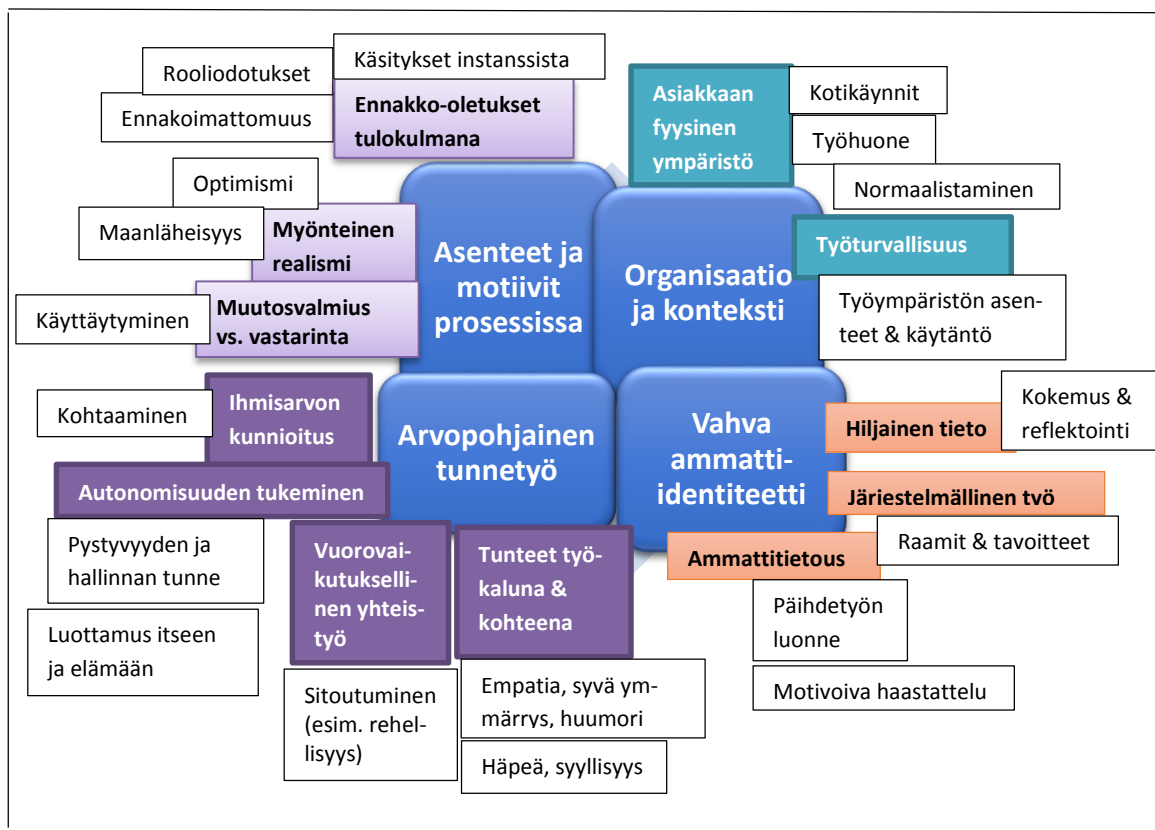 Käsitykset instanssista
Rooliodotukset
Ennakoimattomuus
Ennakko-oletukset
tulokulmana
Optimismi
Maanläheisyys
Myönteinen
realismi
Käyttäytyminen
Muutosvalmius
vs. vastarinta
Asenteet ja
motiivit
prosessissa
Asiakkaan
fyysinen
ympäristö
Kotikäynnit
Työhuone
Normaalistaminen
Työturvallisuus
Työympäristön asen-
teet & käytäntö
Organisaatio
ja konteksti
Kohtaaminen
Ihmisarvon
kunnioitus
Autonomisuuden tukeminen
Pystyvyyden ja
hallinnan tunne
Luottamus itseen
ja elämään
Arvopohjainen
tunnetyö
Vuorovai-
kutukselli-
nen yhteis-
työ
Sitoutuminen
(esim. rehel-
lisyys)
Tunteet työ-
kaluna &
kohteena
Empatia, syvä ym-
märrys, huumori
Häpeä, syyllisyys
Vahva
ammatti-
identiteetti
Hiljainen tieto
Kokemus &
reflektointi
Järiestelmällinen tvö
Raamit & tavoitteet
Ammattitietous
Päihdetyön
luonne
Motivoiva haastattelu